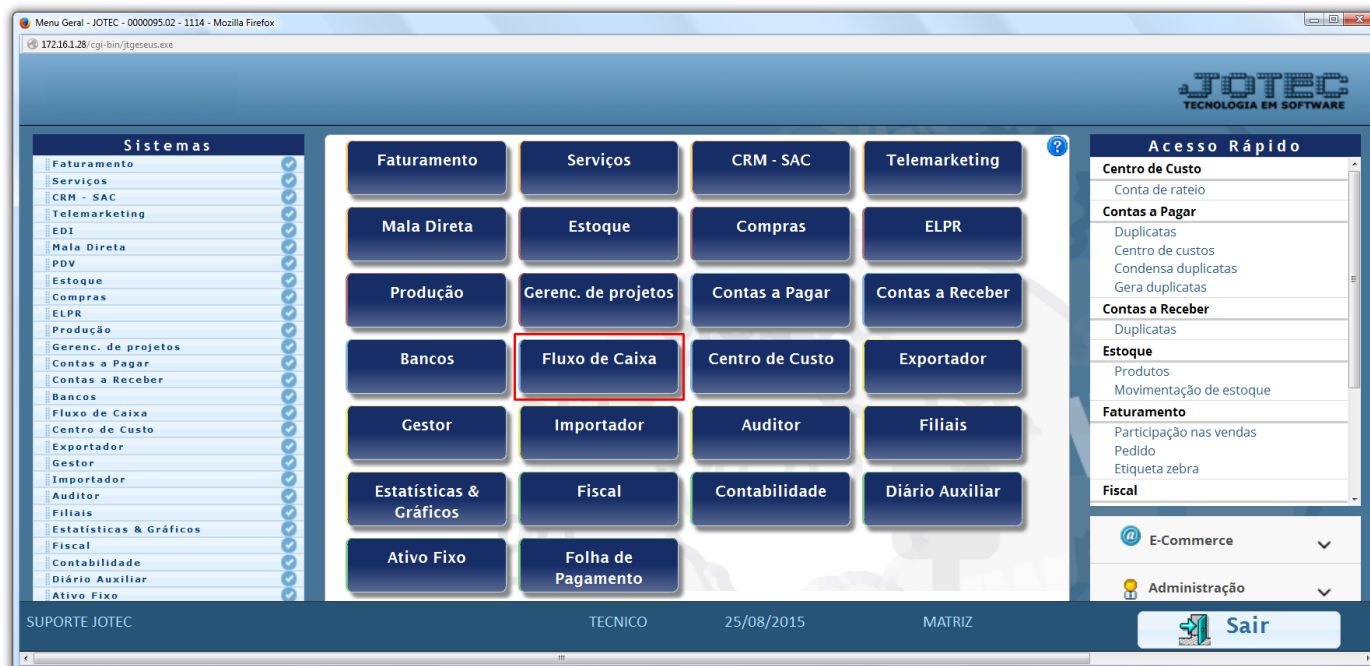 Menu Geral - JOTEC - 0000095.02 - 1114 - Mozilla Firefox
172.16.1.28/cgi-bin/jtgeseus.exe
JOTEC
TECNOLOGIA EM SOFTWARE
Sistemas
Faturamento
Serviços
CRM - SAC
Telemarketing
EDI
Mala Direta
PDV
Estoque
Compras
ELPR
Produção
Gerenc. de projetos
Contas a Pagar
Contas a Receber
Bancos
Fluxo de Caixa
Centro de Custo
Exportador
Gestor
Importador
Auditor
Filiais
Estatísticas & Gráficos
Fiscal
Contabilidade
Diário Auxiliar
Ativo Fixo
Faturamento
Serviços
CRM - SAC
Telemarketing
Mala Direta
Estoque
Compras
ELPR
Produção
Gerenc. de projetos
Contas a Pagar
Contas a Receber
Bancos
Fluxo de Caixa
Centro de Custo
Exportador
Gestor
Importador
Auditor
Filiais
Estatísticas &
Gráficos
Fiscal
Contabilidade
Diário Auxiliar
Ativo Fixo
Folha de
Pagamento
?
Acesso Rápido
Centro de Custo
Conta de rateio
Contas a Pagar
Duplicatas
Centro de custos
Condensa duplicatas
Gera duplicatas
Contas a Receber
Duplicatas
Estoque
Produtos
Movimentação de estoque
Faturamento
Participação nas vendas
Pedido
Etiqueta zebra
Fiscal
@ E-Commerce
Administração
SUPORTE JOTEC
TECNICO
25/08/2015
MATRIZ
Sair